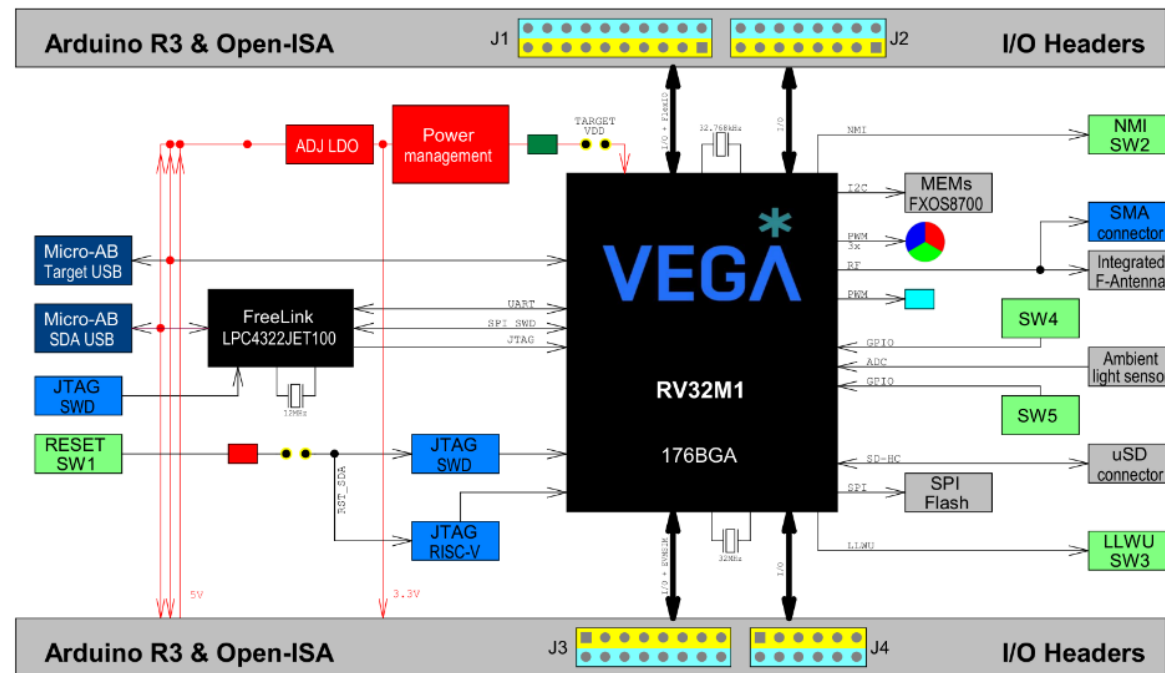 Arduino R3 & Open-ISA
J1
J2
I/O Headers
I/O + FlexIO
32.768kHz
I/O
TARGET
VDD
ADJ LDO
Power
management
NMI
NMI
SW2
I2C
MEMs
FXOS8700
PWM
3x
RF
SMA
connector
Integrated
F-Antenna
PWM
VEGA
Micro-AB
Target USB
Micro-AB
SDA USB
FreeLink
LPC4322JET100
UART
SPI SWD
JTAG
12MHz
JTAG
SWD
RESET
SW1
RST_SDA
JTAG
SWD
JTAG
RISC-V
RV32M1
176BGA
SW4
GPIO
ADC
GPIO
Ambient
light sensor
SW5
SD-HC
uSD
connector
SPI
SPI
Flash
LLWU
LLWU
SW3
32MHz
5V
3.3V
I/O + EVMSIM
I/O
Arduino R3 & Open-ISA
J3
J4
I/O Headers